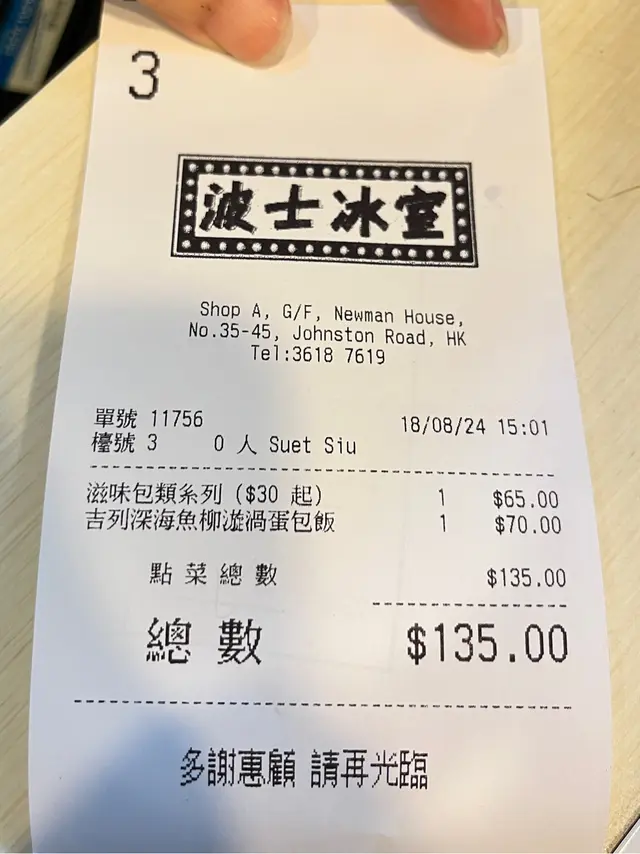 3
波士冰室
Shop A, G/F, Newman House,
No.35-45, Johnston Road, HK
Tel:3618 7619
單號 11756 18/08/24 15:01
檯號 3 0 人 Suet Siu
滋味包類系列 ($30 起) 1 $65.00
吉列深海魚柳漩渦蛋包飯 1 $70.00
點菜總數 $135.00
總數 $135.00
多謝惠顧 請再光臨